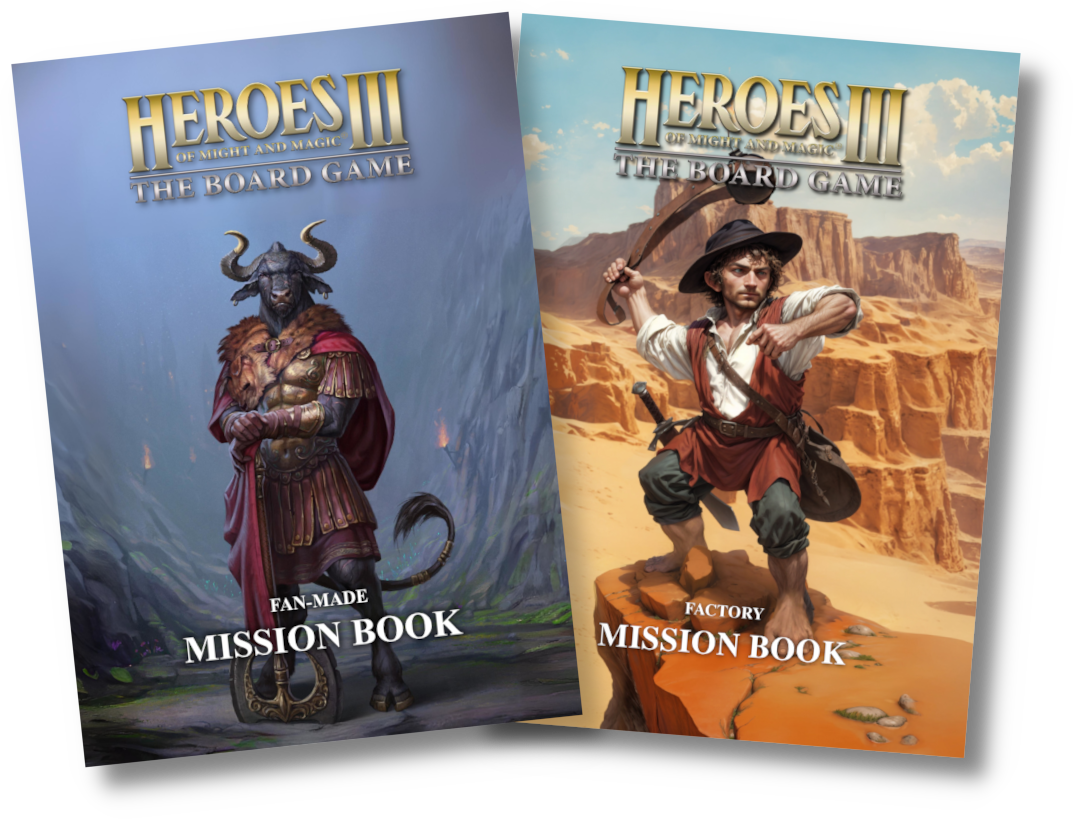 HEROES III
OF MIGHT AND MAGIC
THE BOARD GAME
FAN-MADE
MISSION BOOK
HEROES III
OF MIGHT AND MAGIC
THE BOARD GAME
FACTORY
MISSION BOOK